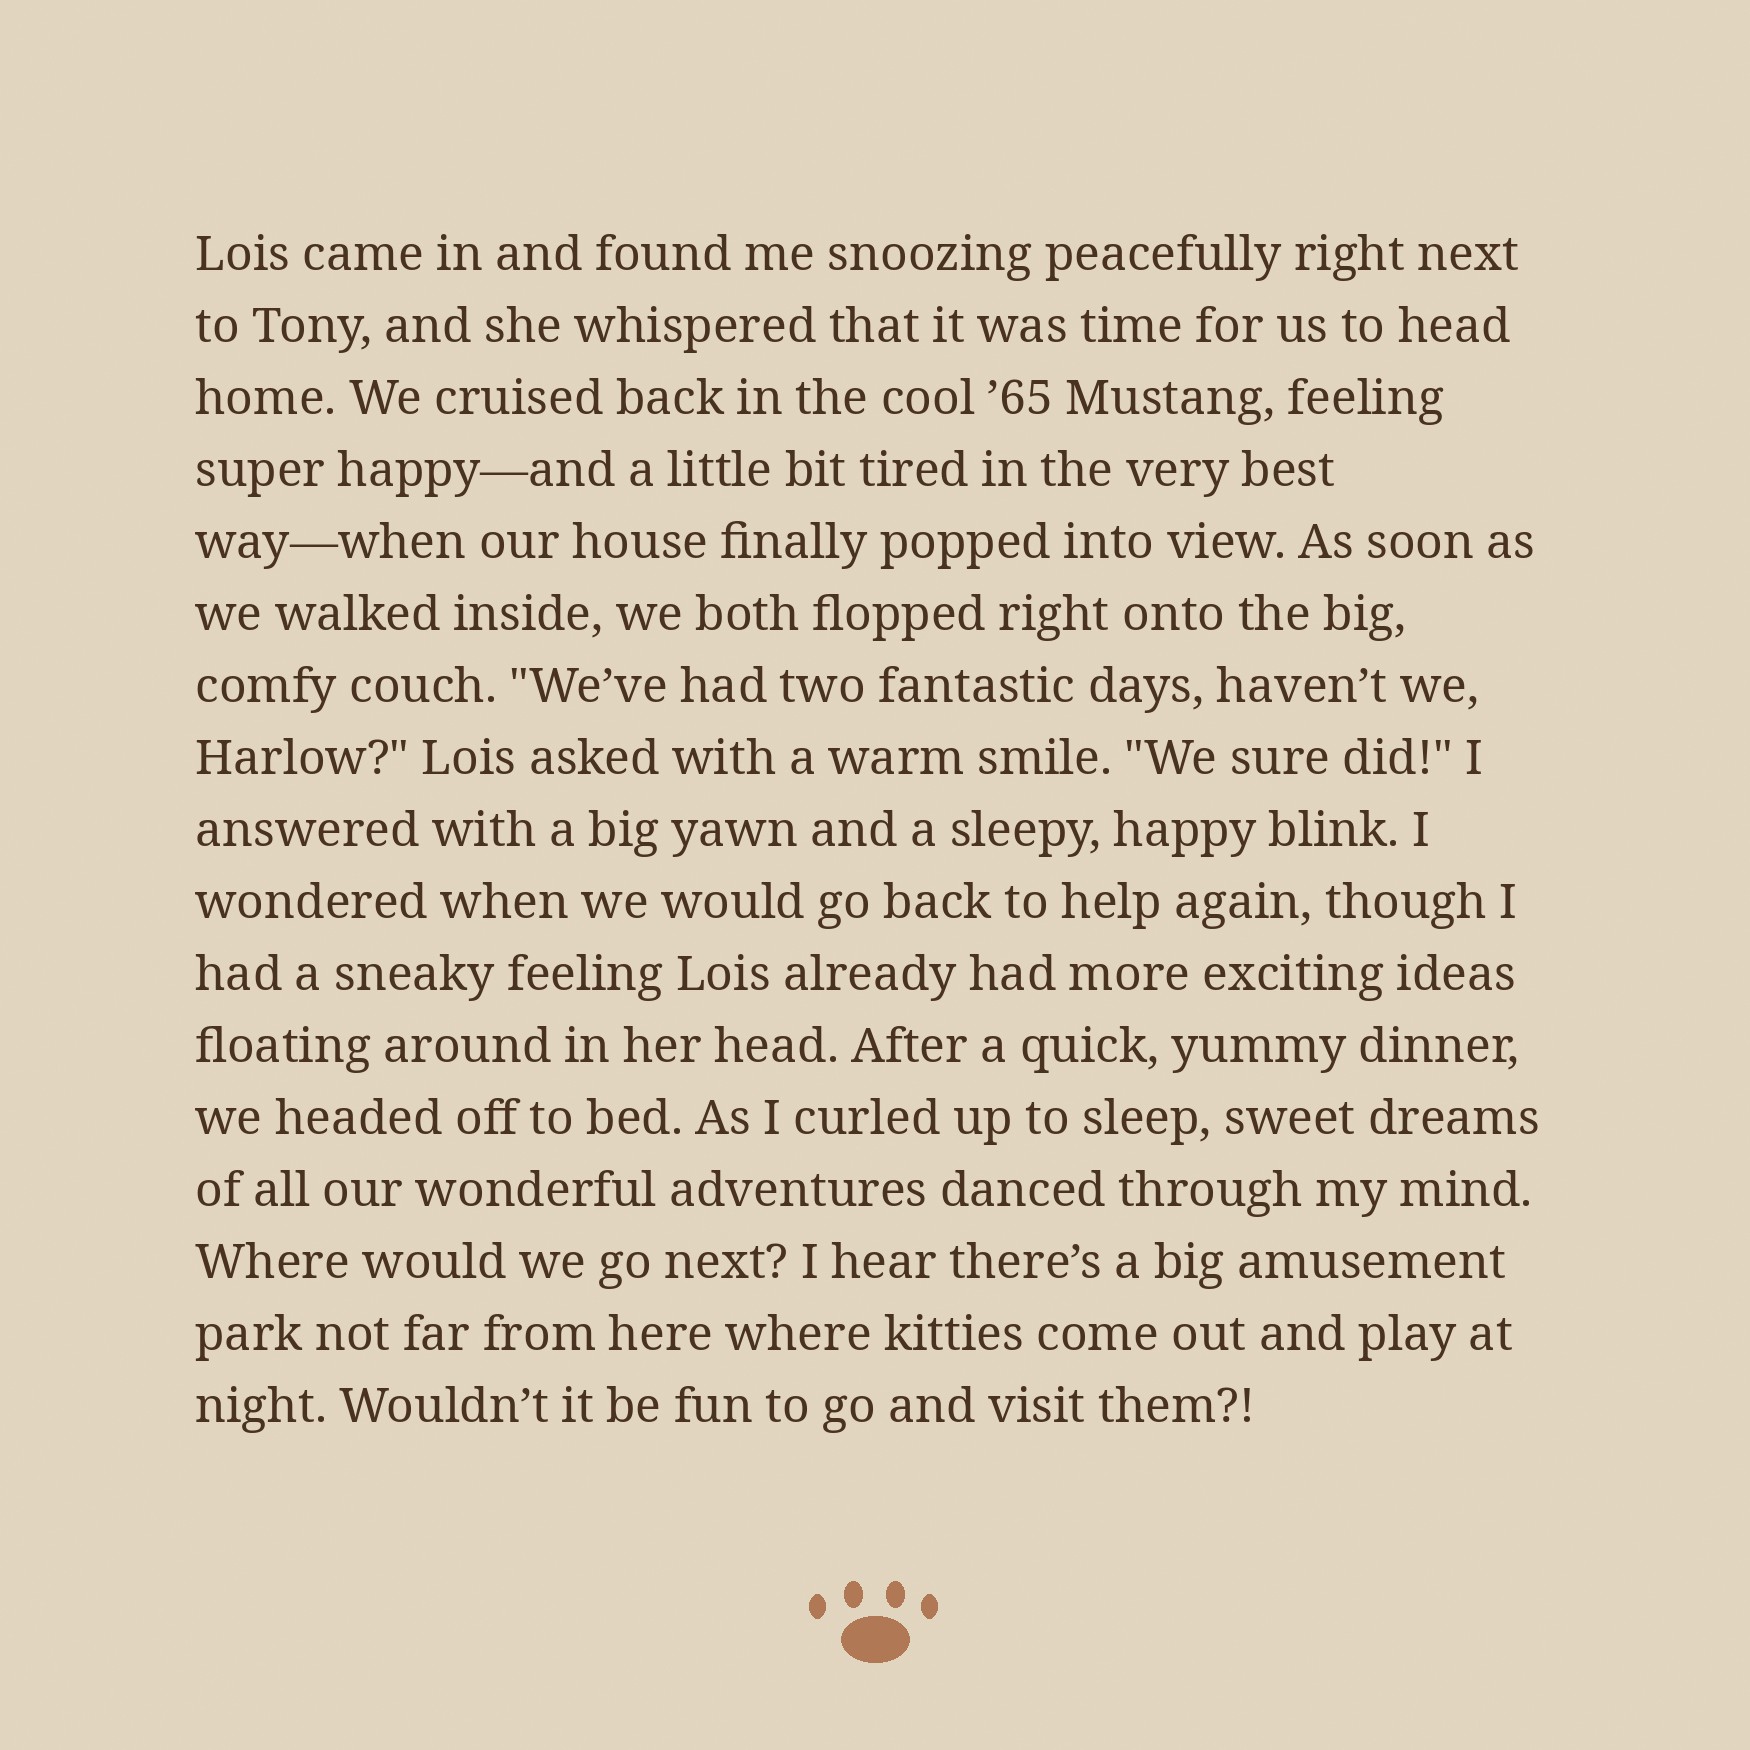 Lois came in and found me snoozing peacefully right next
to Tony, and she whispered that it was time for us to head
home. We cruised back in the cool ’65 Mustang, feeling
super happy—and a little bit tired in the very best
way—when our house finally popped into view. As soon as
we walked inside, we both flopped right onto the big,
comfy couch. "We’ve had two fantastic days, haven’t we,
Harlow?" Lois asked with a warm smile. "We sure did!" I
answered with a big yawn and a sleepy, happy blink. I
wondered when we would go back to help again, though I
had a sneaky feeling Lois already had more exciting ideas
floating around in her head. After a quick, yummy dinner,
we headed off to bed. As I curled up to sleep, sweet dreams
of all our wonderful adventures danced through my mind.
Where would we go next? I hear there’s a big amusement
park not far from here where kitties come out and play at
night. Wouldn’t it be fun to go and visit them?!